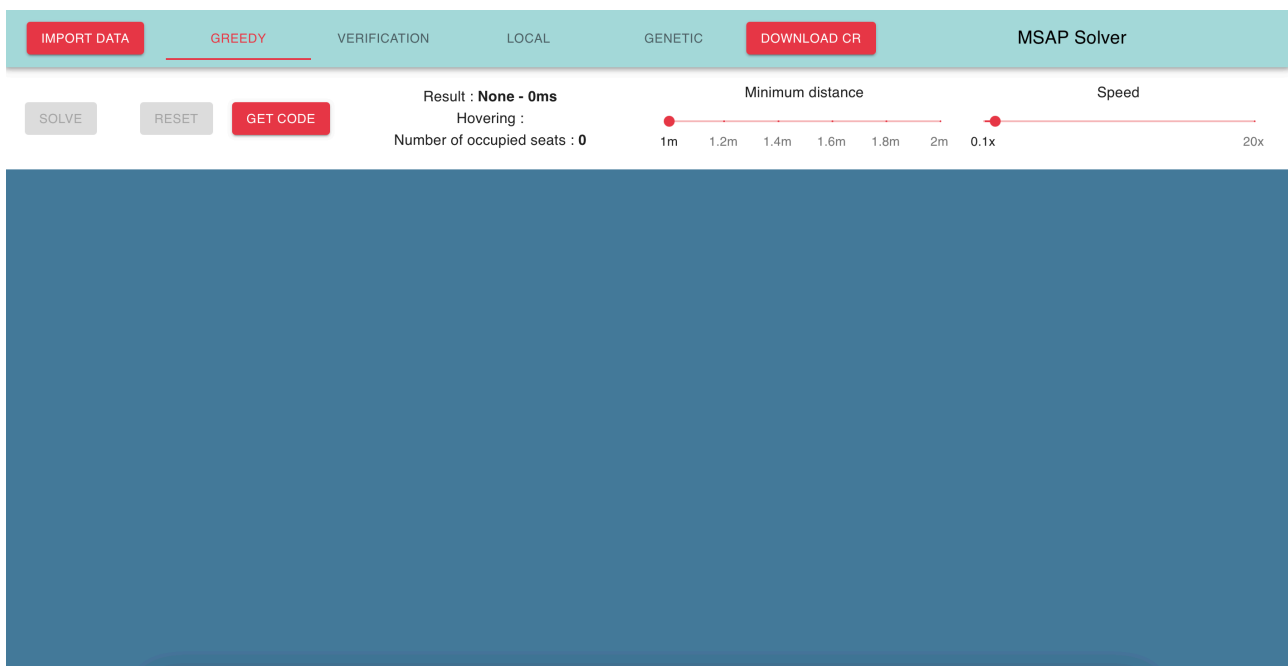 IMPORT DATA GREEDY VERIFICATION LOCAL GENETIC DOWNLOAD CR MSAP Solver
SOLVE RESET GET CODE
Result : None - 0ms
Hovering :
Number of occupied seats : 0
Minimum distance
1m 1.2m 1.4m 1.6m 1.8m 2m
Speed
0.1x 20x